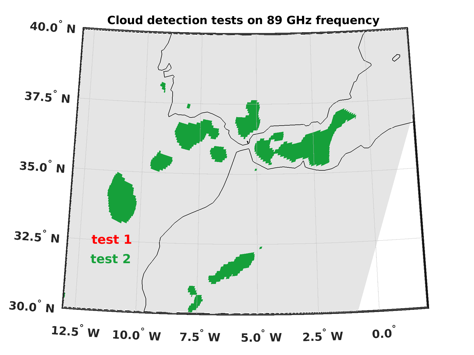 Cloud detection tests on 89 GHz frequency
40.0° N
37.5° N
35.0° N
32.5° N
test 1
test 2
30.0° N
12.5° W 10.0° W 7.5° W 5.0° W 2.5° W 0.0°